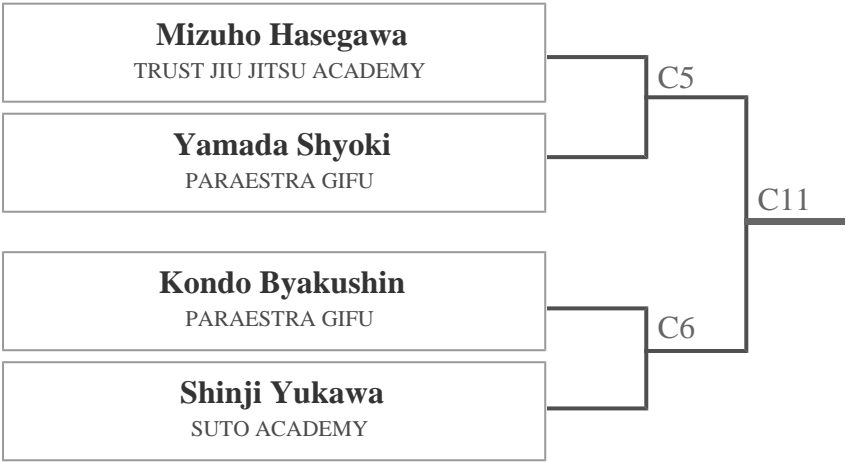 Mizuho Hasegawa
TRUST JIU JITSU ACADEMY
C5
Yamada Shyoki
PARAESTRA GIFU
C11
Kondo Byakushin
PARAESTRA GIFU
C6
Shinji Yukawa
SUTO ACADEMY